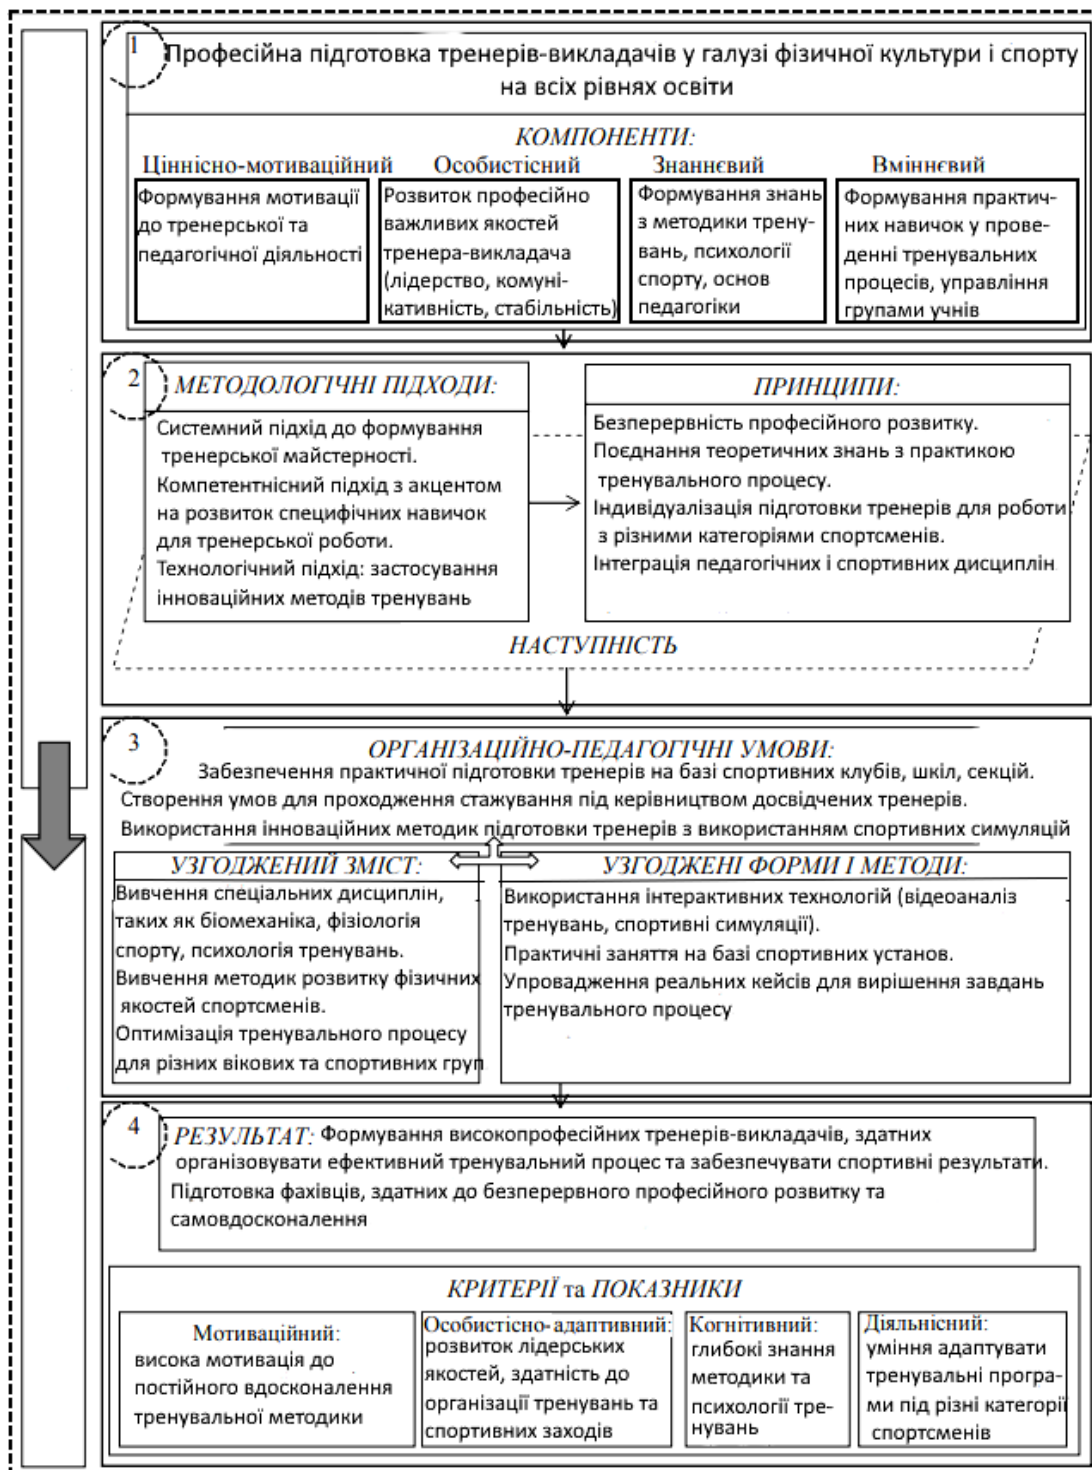 1
Професійна підготовка тренерів-викладачів у галузі фізичної культури і спорту
на всіх рівнях освіти
КОМПОНЕНТИ:
Ціннісно-мотиваційний
Формування мотивації
до тренерської та
педагогічної діяльності
Особистісний
Розвиток професійно
важливих якостей
тренера-викладача
(лідерство, комуні-
кативність, стабільність)
Знаннєвий
Формування знань
з методики трену-
вань, психології
спорту, основ
педагогіки
Вміннєвий
Формування практич-
них навичок у прове-
денні тренувальних
процесів, управління
групами учнів
2
МЕТОДОЛОГІЧНІ ПІДХОДИ:
Системний підхід до формування
тренерської майстерності.
Компетентнісний підхід з акцентом
на розвиток специфічних навичок
для тренерської роботи.
Технологічний підхід: застосування
інноваційних методів тренувань
ПРИНЦИПИ:
Безперервність професійного розвитку.
Поєднання теоретичних знань з практикою
тренувального процесу.
Індивідуалізація підготовки тренерів для роботи
з різними категоріями спортсменів.
Інтеграція педагогічних і спортивних дисциплін
НАСТУПНІСТЬ
3
ОРГАНІЗАЦІЙНО-ПЕДАГОГІЧНІ УМОВИ:
Забезпечення практичної підготовки тренерів на базі спортивних клубів, шкіл, секцій.
Створення умов для проходження стажування під керівництвом досвідчених тренерів.
Використання інноваційних методик підготовки тренерів з використанням спортивних симуляцій
УЗГОДЖЕНИЙ ЗМІСТ:
Вивчення спеціальних дисциплін,
таких як біомеханіка, фізіологія
спорту, психологія тренувань.
Вивчення методик розвитку фізичних
якостей спортсменів.
Оптимізація тренувального процесу
для різних вікових та спортивних груп
УЗГОДЖЕНІ ФОРМИ І МЕТОДИ:
Використання інтерактивних технологій (відеоаналіз
тренувань, спортивні симуляції).
Практичні заняття на базі спортивних установ.
Упровадження реальних кейсів для вирішення завдань
тренувального процесу
4
РЕЗУЛЬТАТ: Формування високопрофесійних тренерів-викладачів, здатних
організовувати ефективний тренувальний процес та забезпечувати спортивні результати.
Підготовка фахівців, здатних до безперервного професійного розвитку та
самовдосконалення
КРИТЕРІЇ та ПОКАЗНИКИ
Мотиваційний:
висока мотивація до
постійного вдосконалення
тренувальної методики
Особистісно-адаптивний:
розвиток лідерських
якостей, здатність до
організації тренувань та
спортивних заходів
Когнітивний:
глибокі знання
методики та
психології тре-
нувань
Діяльнісний:
уміння адаптувати
тренувальні програ-
ми під різні категорії
спортсменів